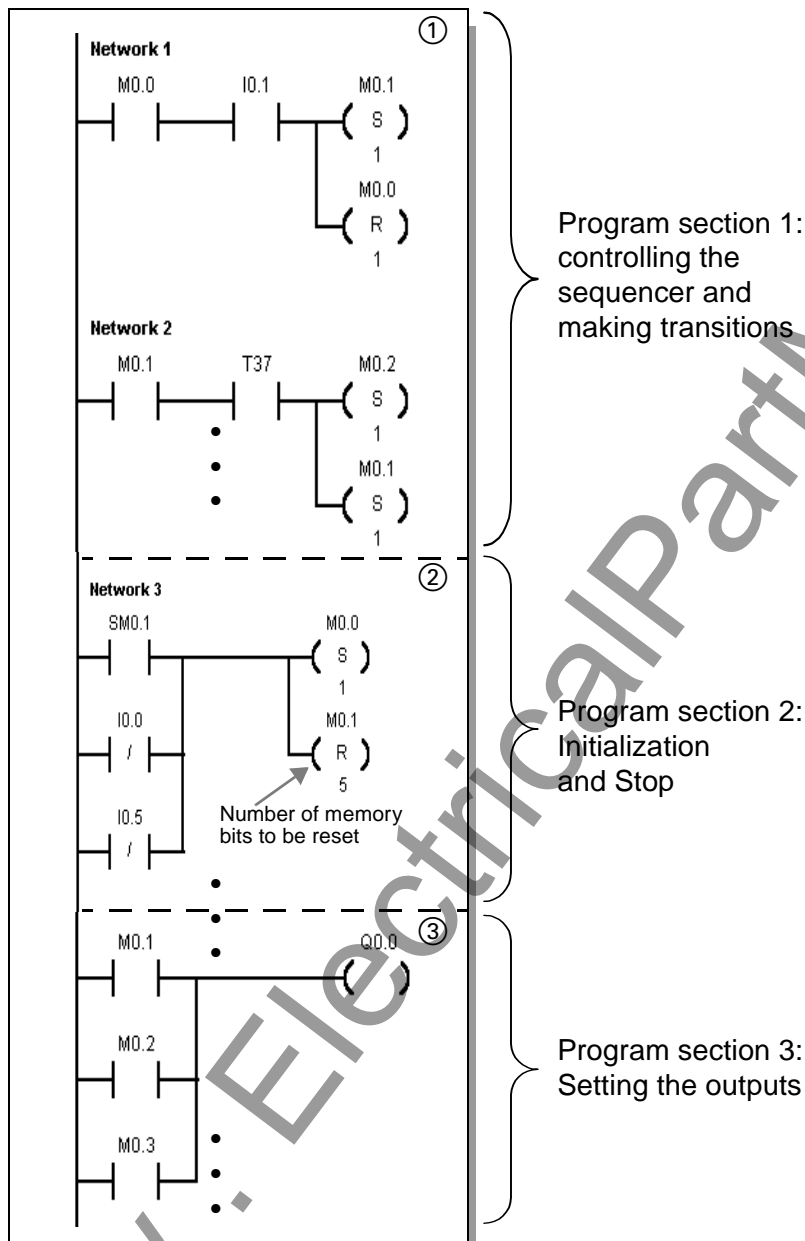 ①
Network 1
M0.0 I0.1 M0.1
S
1
M0.0
R
1
Network 2
M0.1 T37 M0.2
S
1
M0.1
S
1
Program section 1:
controlling the
sequencer and
making transitions
②
Network 3
SM0.1 M0.0
S
1
I0.0 M0.1
/ R
5
I0.5
/
Number of memory
bits to be reset
Program section 2:
Initialization
and Stop
③
M0.1 Q0.0
M0.2
M0.3
Program section 3:
Setting the outputs
. ElectricalPart